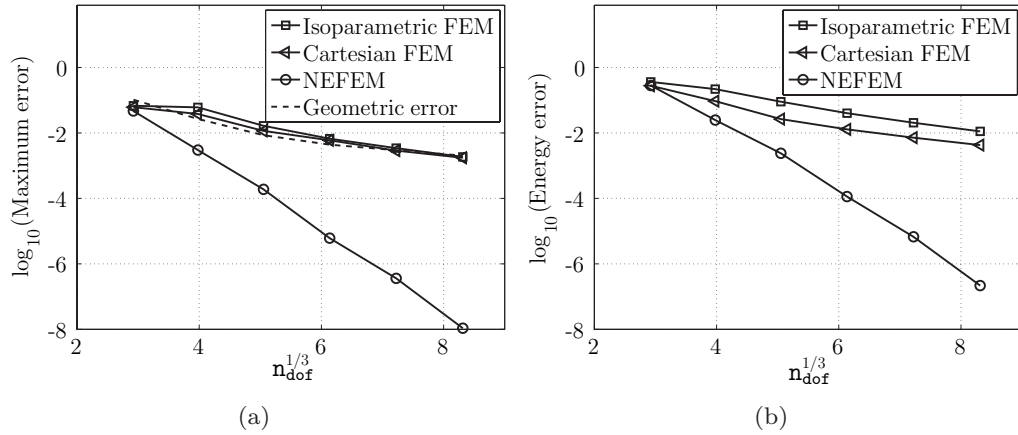 Isoparametric FEM
Cartesian FEM
NEFEM
Geometric error
log10(Maximum error)
0
-2
-4
-6
-8
2
4
6
8
n_dof^1/3
(a)
Isoparametric FEM
Cartesian FEM
NEFEM
log10(Energy error)
0
-2
-4
-6
-8
2
4
6
8
n_dof^1/3
(b)